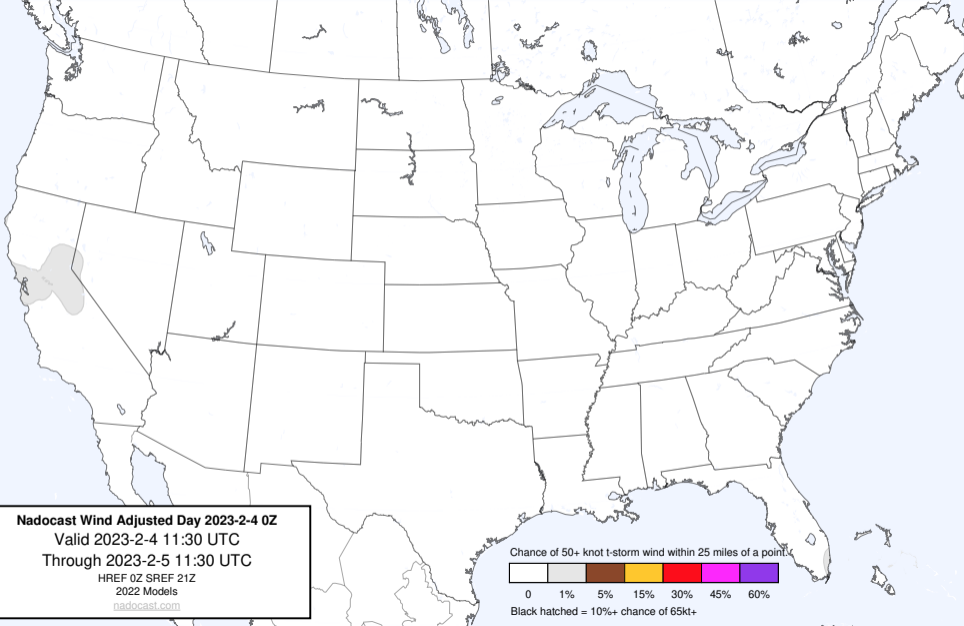 Nadocast Wind Adjusted Day 2023-2-4 0Z
Valid 2023-2-4 11:30 UTC
Through 2023-2-5 11:30 UTC
HREF 0Z SREF 21Z
2022 Models
nadocast.com
Chance of 50+ knot t-storm wind within 25 miles of a point.
0 1% 5% 15% 30% 45% 60%
Black hatched = 10%+ chance of 65kt+